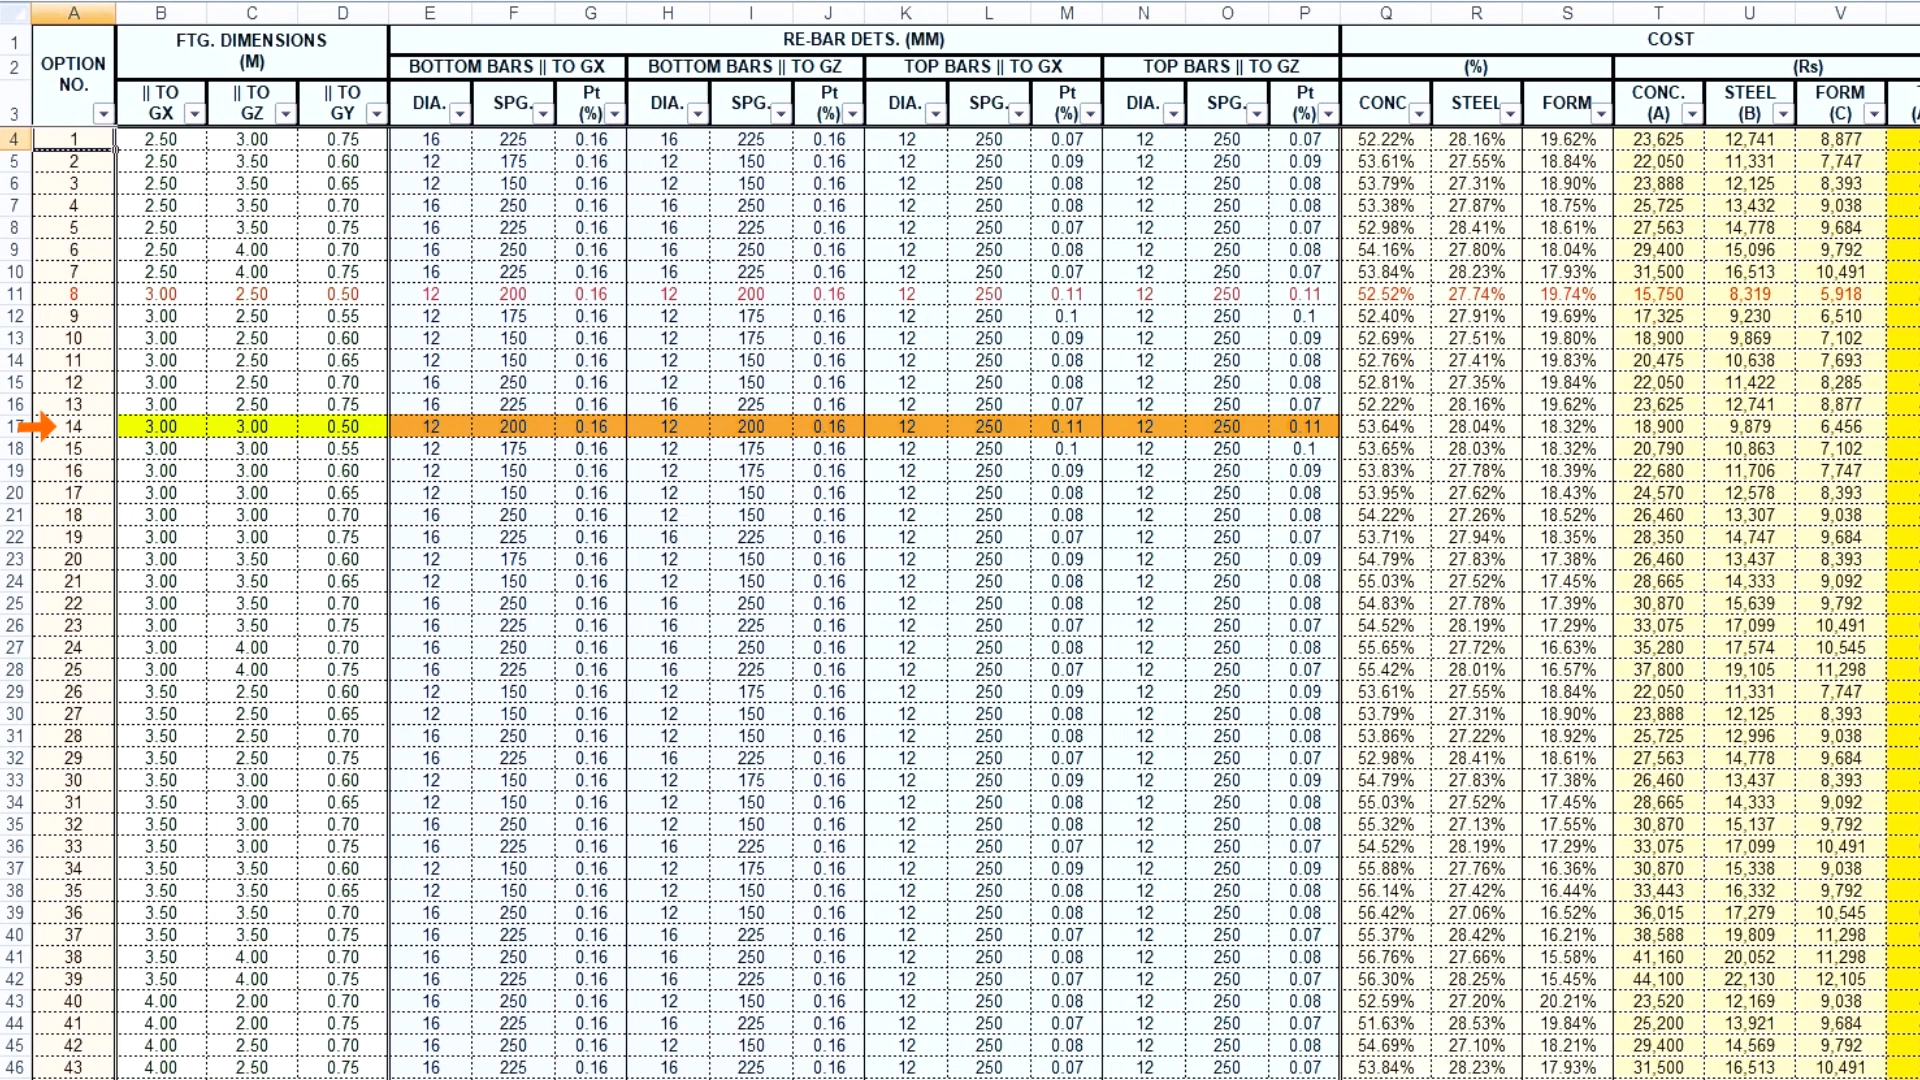 A B C D E F G H I J K L M N O P Q R S T U V
1 OPTION NO. FTG. DIMENSIONS (M) RE-BAR DETS. (MM) COST
2 BOTTOM BARS || TO GX BOTTOM BARS || TO GZ TOP BARS || TO GX TOP BARS || TO GZ (%) (Rs)
3 || TO GX || TO GZ || TO GY DIA. SPG. Pt (%) DIA. SPG. Pt (%) DIA. SPG. Pt (%) DIA. SPG. Pt (%) CONC STEEL FORM CONC. (A) STEEL (B) FORM (C)
4 1 2.50 3.00 0.75 16 225 0.16 16 225 0.16 12 250 0.07 12 250 0.07 52.22% 28.16% 19.62% 23,625 12,741 8,877
5 2 2.50 3.50 0.60 12 175 0.16 12 150 0.16 12 250 0.09 12 250 0.09 53.61% 27.55% 18.84% 22,050 11,331 7,747
6 3 2.50 3.50 0.65 12 150 0.16 12 150 0.16 12 250 0.08 12 250 0.08 53.79% 27.31% 18.90% 23,888 12,125 8,393
7 4 2.50 3.50 0.70 16 250 0.16 16 250 0.16 12 250 0.08 12 250 0.08 53.38% 27.87% 18.75% 25,725 13,432 9,038
8 5 2.50 3.50 0.75 16 225 0.16 16 225 0.16 12 250 0.07 12 250 0.07 52.98% 28.41% 18.61% 27,563 14,778 9,684
9 6 2.50 4.00 0.70 16 250 0.16 16 250 0.16 12 250 0.08 12 250 0.08 54.16% 27.80% 18.04% 29,400 15,096 9,792
10 7 2.50 4.00 0.75 16 225 0.16 16 225 0.16 12 250 0.07 12 250 0.07 53.84% 28.23% 17.93% 31,500 16,513 10,491
11 8 3.00 2.50 0.50 12 200 0.16 12 200 0.16 12 250 0.11 12 250 0.11 52.52% 27.74% 19.74% 15,750 8,319 5,918
12 9 3.00 2.50 0.55 12 175 0.16 12 175 0.16 12 250 0.1 12 250 0.1 52.40% 27.91% 19.69% 17,325 9,230 6,510
13 10 3.00 2.50 0.60 12 150 0.16 12 175 0.16 12 250 0.09 12 250 0.09 52.69% 27.51% 19.80% 18,900 9,869 7,102
14 11 3.00 2.50 0.65 12 150 0.16 12 150 0.16 12 250 0.08 12 250 0.08 52.76% 27.41% 19.83% 20,475 10,638 7,693
15 12 3.00 2.50 0.70 16 250 0.16 12 150 0.16 12 250 0.08 12 250 0.08 52.81% 27.35% 19.84% 22,050 11,422 8,285
16 13 3.00 2.50 0.75 16 225 0.16 16 225 0.16 12 250 0.07 12 250 0.07 52.22% 28.16% 19.62% 23,625 12,741 8,877
14 3.00 3.00 0.50 12 200 0.16 12 200 0.16 12 250 0.11 12 250 0.11 53.64% 28.04% 18.32% 18,900 9,879 6,456
18 15 3.00 3.00 0.55 12 175 0.16 12 175 0.16 12 250 0.1 12 250 0.1 53.65% 28.03% 18.32% 20,790 10,863 7,102
19 16 3.00 3.00 0.60 12 150 0.16 12 150 0.16 12 250 0.09 12 250 0.09 53.83% 27.78% 18.39% 22,680 11,706 7,747
20 17 3.00 3.00 0.65 12 150 0.16 12 150 0.16 12 250 0.08 12 250 0.08 53.95% 27.62% 18.43% 24,570 12,578 8,393
21 18 3.00 3.00 0.70 16 250 0.16 12 150 0.16 12 250 0.08 12 250 0.08 54.22% 27.26% 18.52% 26,460 13,307 9,038
22 19 3.00 3.00 0.75 16 225 0.16 16 225 0.16 12 250 0.07 12 250 0.07 53.71% 27.94% 18.35% 28,350 14,747 9,684
23 20 3.00 3.50 0.60 12 175 0.16 12 150 0.16 12 250 0.09 12 250 0.09 54.79% 27.83% 17.38% 26,460 13,437 8,393
24 21 3.00 3.50 0.65 12 150 0.16 12 150 0.16 12 250 0.08 12 250 0.08 55.03% 27.52% 17.45% 28,665 14,333 9,092
25 22 3.00 3.50 0.70 16 250 0.16 16 250 0.16 12 250 0.08 12 250 0.08 54.83% 27.78% 17.39% 30,870 15,639 9,792
26 23 3.00 3.50 0.75 16 225 0.16 16 225 0.16 12 250 0.07 12 250 0.07 54.52% 28.19% 17.29% 33,075 17,099 10,491
27 24 3.00 4.00 0.70 16 250 0.16 16 250 0.16 12 250 0.08 12 250 0.08 55.65% 27.72% 16.63% 35,280 17,574 10,545
28 25 3.00 4.00 0.75 16 225 0.16 16 225 0.16 12 250 0.07 12 250 0.07 55.42% 28.01% 16.57% 37,800 19,105 11,298
29 26 3.50 2.50 0.60 12 150 0.16 12 175 0.16 12 250 0.09 12 250 0.09 53.61% 27.55% 18.84% 22,050 11,331 7,747
30 27 3.50 2.50 0.65 12 150 0.16 12 150 0.16 12 250 0.08 12 250 0.08 53.79% 27.31% 18.90% 23,888 12,125 8,393
31 28 3.50 2.50 0.70 16 250 0.16 12 150 0.16 12 250 0.08 12 250 0.08 53.86% 27.22% 18.92% 25,725 12,996 9,038
32 29 3.50 2.50 0.75 16 225 0.16 16 225 0.16 12 250 0.07 12 250 0.07 52.98% 28.41% 18.61% 27,563 14,778 9,684
33 30 3.50 3.00 0.60 12 150 0.16 12 175 0.16 12 250 0.09 12 250 0.09 54.79% 27.83% 17.38% 26,460 13,437 8,393
34 31 3.50 3.00 0.65 12 150 0.16 12 150 0.16 12 250 0.08 12 250 0.08 55.03% 27.52% 17.45% 28,665 14,333 9,092
35 32 3.50 3.00 0.70 16 250 0.16 12 150 0.16 12 250 0.08 12 250 0.08 55.32% 27.13% 17.55% 30,870 15,137 9,792
36 33 3.50 3.00 0.75 16 225 0.16 16 225 0.16 12 250 0.07 12 250 0.07 54.52% 28.19% 17.29% 33,075 17,099 10,491
37 34 3.50 3.50 0.60 12 150 0.16 12 175 0.16 12 250 0.09 12 250 0.09 55.88% 27.76% 16.36% 30,870 15,338 9,038
38 35 3.50 3.50 0.65 12 150 0.16 12 150 0.16 12 250 0.08 12 250 0.08 56.14% 27.42% 16.44% 33,443 16,332 9,792
39 36 3.50 3.50 0.70 16 250 0.16 12 150 0.16 12 250 0.08 12 250 0.08 56.42% 27.06% 16.52% 36,015 17,279 10,545
40 37 3.50 3.50 0.75 16 225 0.16 16 225 0.16 12 250 0.07 12 250 0.07 55.37% 28.42% 16.21% 38,588 19,809 11,298
41 38 3.50 4.00 0.70 16 250 0.16 16 250 0.16 12 250 0.08 12 250 0.08 56.76% 27.66% 15.58% 41,160 20,052 11,298
42 39 3.50 4.00 0.75 16 225 0.16 16 225 0.16 12 250 0.07 12 250 0.07 56.30% 28.25% 15.45% 44,100 22,130 12,105
43 40 4.00 2.00 0.70 16 250 0.16 12 150 0.16 12 250 0.08 12 250 0.08 52.59% 27.20% 20.21% 23,520 12,169 9,038
44 41 4.00 2.00 0.75 16 225 0.16 16 225 0.16 12 250 0.07 12 250 0.07 51.63% 28.53% 19.84% 25,200 13,921 9,684
45 42 4.00 2.50 0.70 16 250 0.16 12 150 0.16 12 250 0.08 12 250 0.08 54.69% 27.10% 18.21% 29,400 14,569 9,792
46 43 4.00 2.50 0.75 16 225 0.16 16 225 0.16 12 250 0.07 12 250 0.07 53.84% 28.23% 17.93% 31,500 16,513 10,491